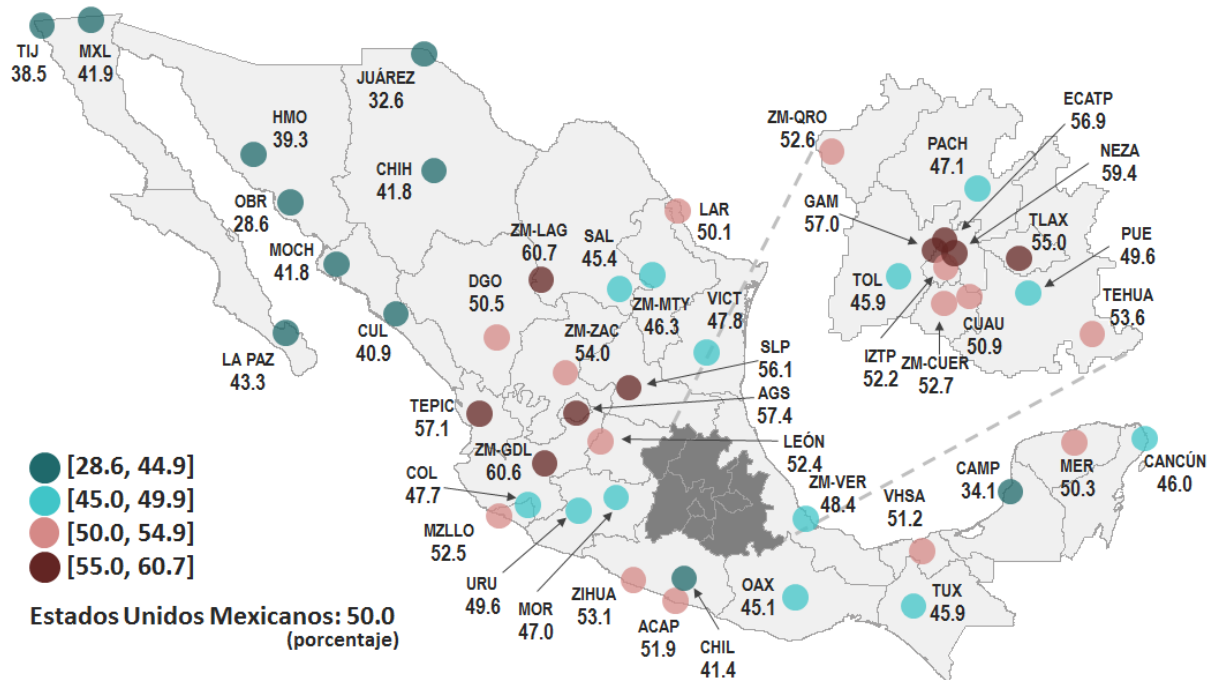 TIJ
38.5
MXL
41.9
JUÁREZ
32.6
HMO
39.3
CHIH
41.8
OBR
28.6
MOCH
41.8
CUL
40.9
LA PAZ
43.3
LAR
50.1
ZM-LAG
60.7
SAL
45.4
DGO
50.5
ZM-MTY
46.3
VICT
47.8
ZM-ZAC
54.0
SLP
56.1
AGS
57.4
TEPIC
57.1
LEÓN
52.4
ZM-GDL
60.6
COL
47.7
MZLLO
52.5
URU
49.6
MOR
47.0
ZIHUA
53.1
ACAP
51.9
CHIL
41.4
ZM-VER
48.4
OAX
45.1
VHSA
51.2
TUX
45.9
CAMP
34.1
MER
50.3
CANCÚN
46.0
ZM-QRO
52.6
PACH
47.1
ECATP
56.9
NEZA
59.4
GAM
57.0
TLAX
55.0
PUE
49.6
TOL
45.9
TEHUA
53.6
CUAU
50.9
IZTP
52.2
ZM-CUER
52.7
[28.6, 44.9]
[45.0, 49.9]
[50.0, 54.9]
[55.0, 60.7]
Estados Unidos Mexicanos: 50.0
(porcentaje)